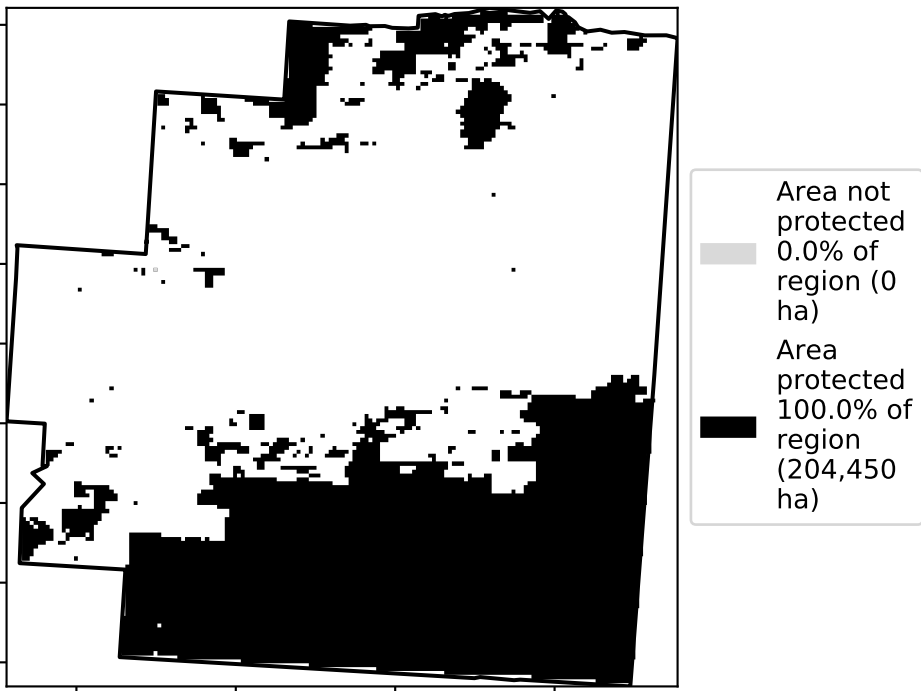 Area not
protected
0.0% of
region (0
ha)
Area
protected
100.0% of
region
(204,450
ha)